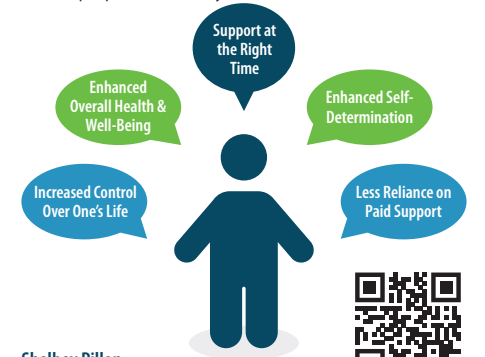 Support at
the Right
Time
Enhanced
Overall Health &
Well-Being
Enhanced Self-
Determination
Increased Control
Over One's Life
Less Reliance on
Paid Support